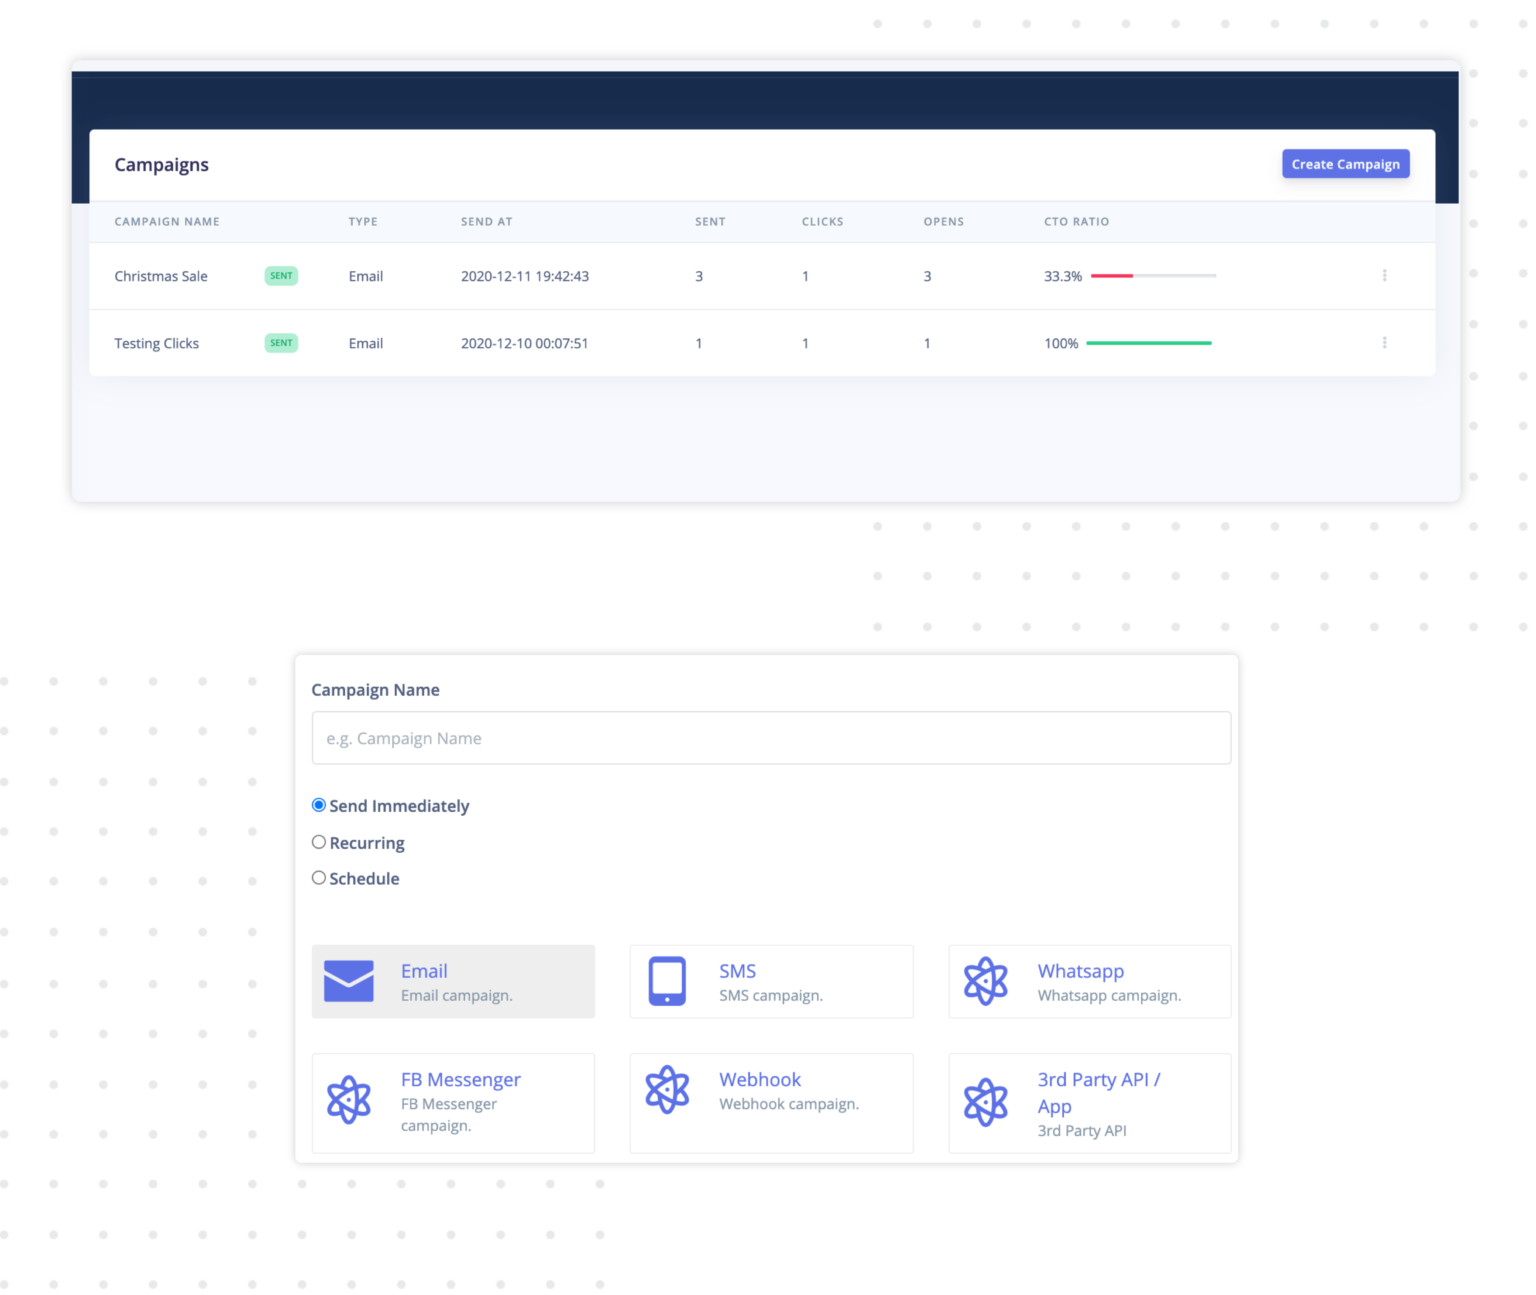 Campaigns
Create Campaign
CAMPAIGN NAME TYPE SEND AT SENT CLICKS OPENS CTO RATIO
Christmas Sale SENT Email 2020-12-11 19:42:43 3 1 3 33.3%
Testing Clicks SENT Email 2020-12-10 00:07:51 1 1 1 100%
Campaign Name
e.g. Campaign Name
Send Immediately
Recurring
Schedule
Email
Email campaign.
SMS
SMS campaign.
Whatsapp
Whatsapp campaign.
FB Messenger
FB Messenger
campaign.
Webhook
Webhook campaign.
3rd Party API /
App
3rd Party API